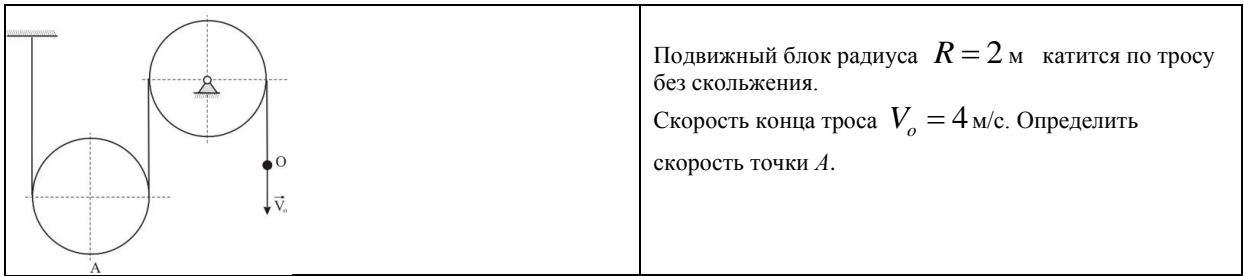 Подвижный блок радиуса R = 2 м катится по тросу
без скольжения.
Скорость конца троса V_o = 4 м/с. Определить
скорость точки A.
O
V_o
A